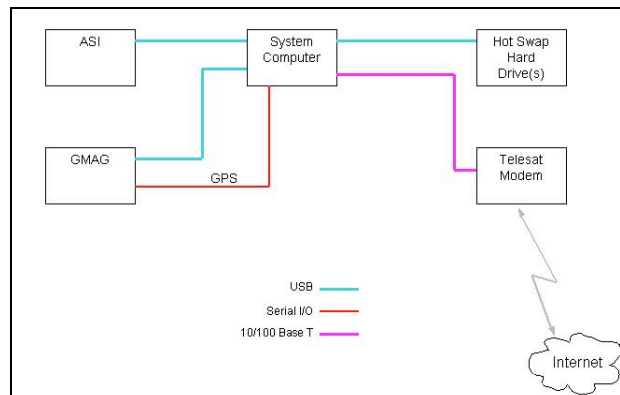 ASI
System
Computer
Hot Swap
Hard
Drive(s)
GMAG
GPS
Telesat
Modem
USB
Serial I/O
10/100 Base T
Internet